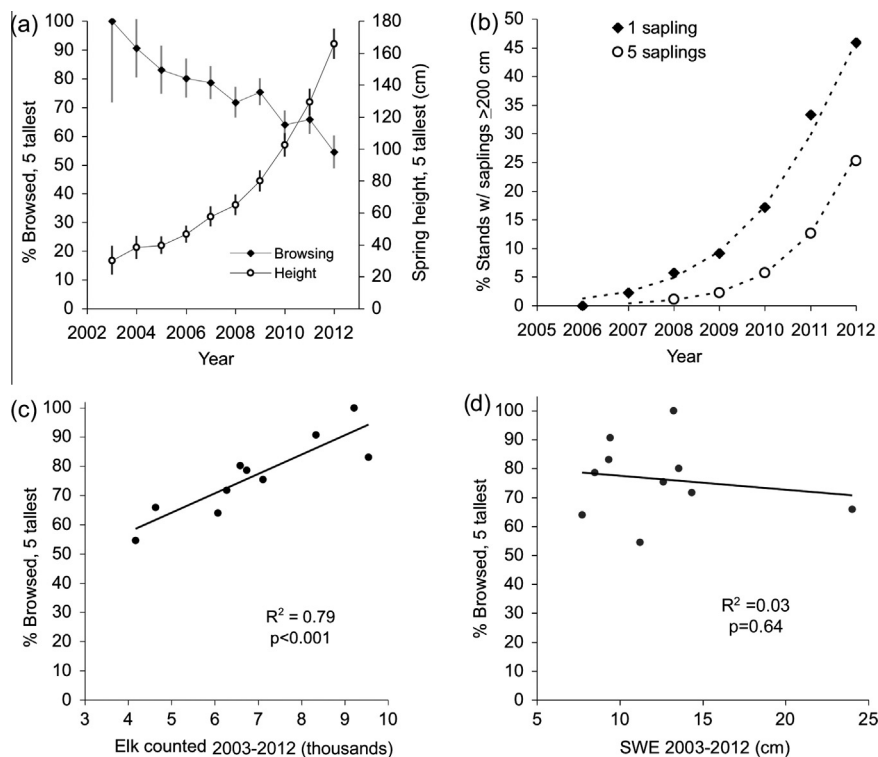 (a)
100
90
80
70
60
50
40
30
20
10
0
% Browsed, 5 tallest
180
160
140
120
100
80
60
40
20
0
Spring height, 5 tallest (cm)
Browsing
Height
2002 2004 2006 2008 2010 2012
Year
(b)
50
45
40
35
30
25
20
15
10
5
0
% Stands w/ saplings ≥200 cm
1 sapling
5 saplings
2005 2006 2007 2008 2009 2010 2011 2012
Year
(c)
100
90
80
70
60
50
40
30
20
10
0
% Browsed, 5 tallest
R² = 0.79
p<0.001
3 4 5 6 7 8 9 10
Elk counted 2003-2012 (thousands)
(d)
100
90
80
70
60
50
40
30
20
10
0
% Browsed, 5 tallest
R² =0.03
p=0.64
5 10 15 20 25
SWE 2003-2012 (cm)